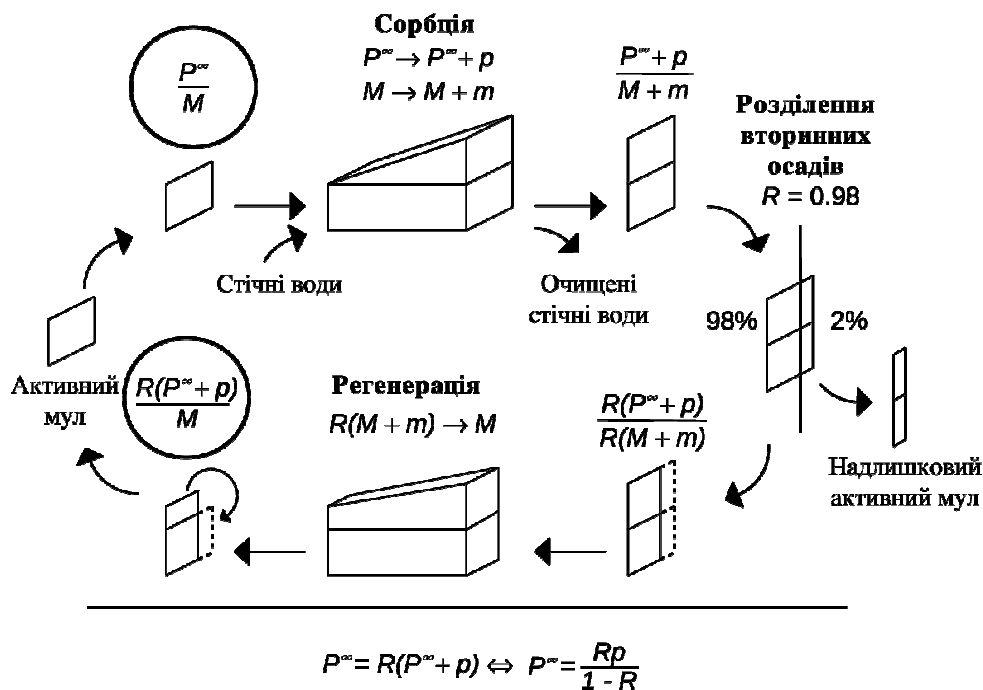 Сорбція
P∞ → P∞ + p
M → M + m
P∞
M
P∞ + p
M + m
Розділення
вторинних
осадів
R = 0.98
Стічні води
Очищені
стічні води
98%
2%
Активний
мул
R(P∞ + p)
M
Регенерація
R(M + m) → M
R(P∞ + p)
R(M + m)
Надлишковий
активний мул
P∞ = R(P∞ + p) ⇔ P∞ = Rp
1 - R